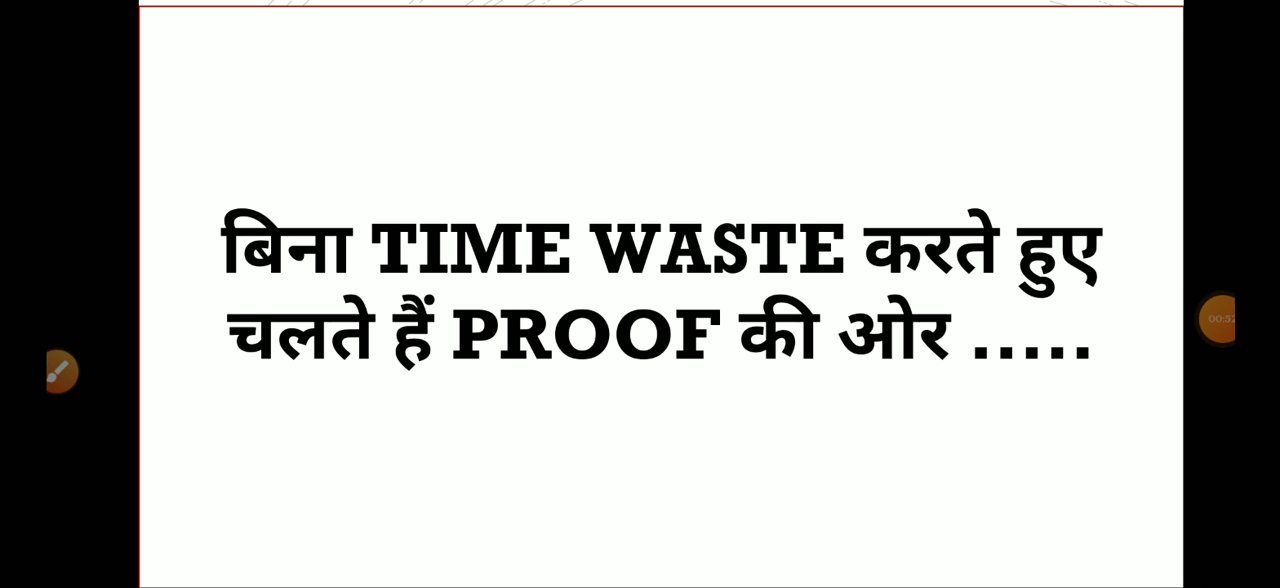 बिना TIME WASTE करते हुए
चलते हैं PROOF की ओर .....